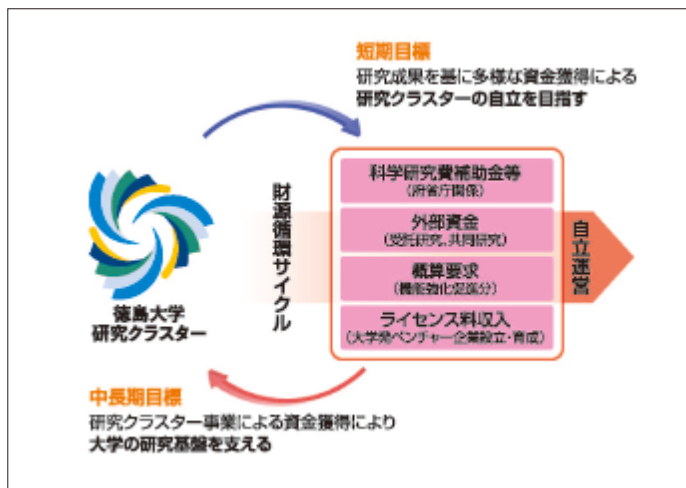 短期目標
研究成果を基に多様な資金獲得による
研究クラスターの自立を目指す
徳島大学
研究クラスター
財源循環サイクル
科学研究費補助金等
(府省庁関係)
外部資金
(受託研究、共同研究)
概算要求
(機能強化促進分)
ライセンス料収入
(大学発ベンチャー企業設立・育成)
自立運営
中長期目標
研究クラスター事業による資金獲得により
大学の研究基盤を支える